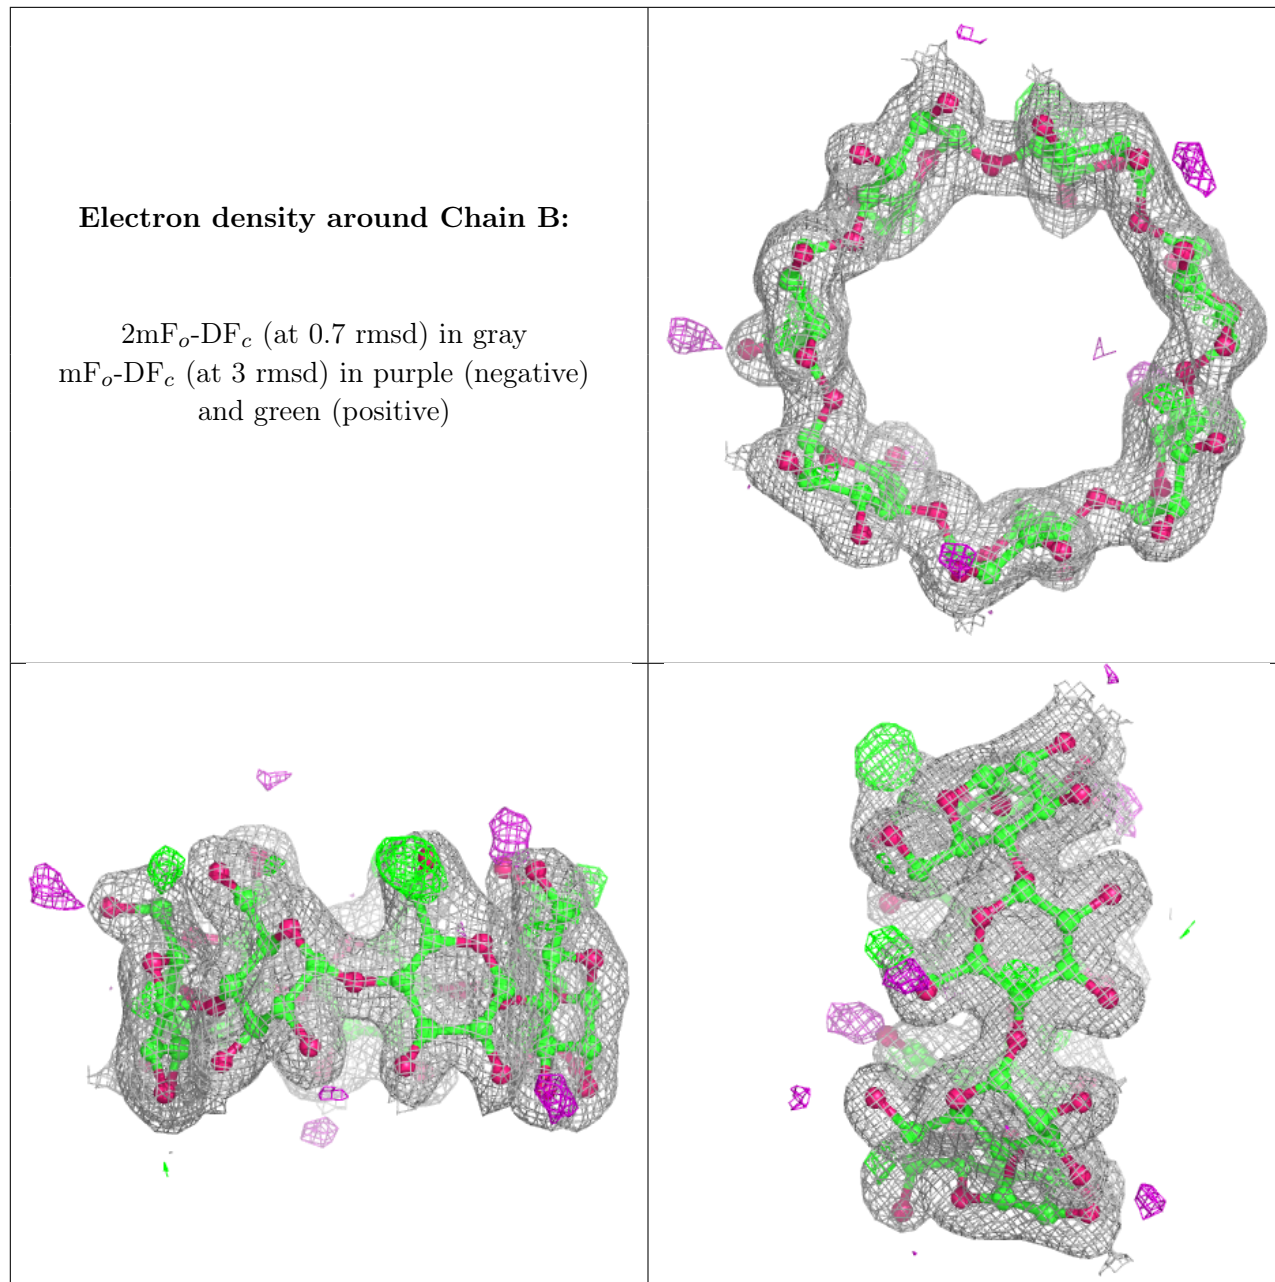 Electron density around Chain B:
2mFo-DFc (at 0.7 rmsd) in gray
mFo-DFc (at 3 rmsd) in purple (negative)
and green (positive)